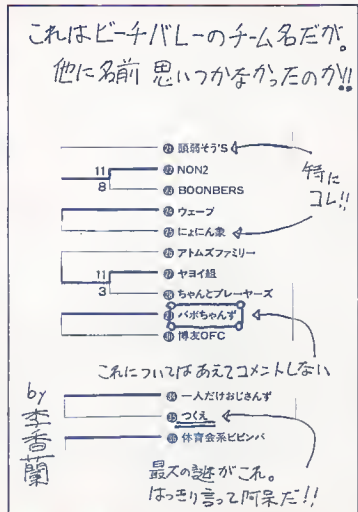 これはビーチバレーのチーム名だが。
他に名前 思いつかなかったのか!!
21 頭弱そう'S
特にコレ!!
11
22 NON2
8
23 BOONBERS
24 ウェーブ
25 にょにん象
26 アトムズファミリー
11
27 ヤヨイ組
3
28 ちゃんとプレーヤーズ
29 バボちゃんず
30 博友OFC
これについてはあえてコメントしない
34 一人だけおじさんず
35 つくえ
36 体育会系ビビンバ
by 李香蘭
最大の謎がこれ。
はっきり言って阿呆だ!!